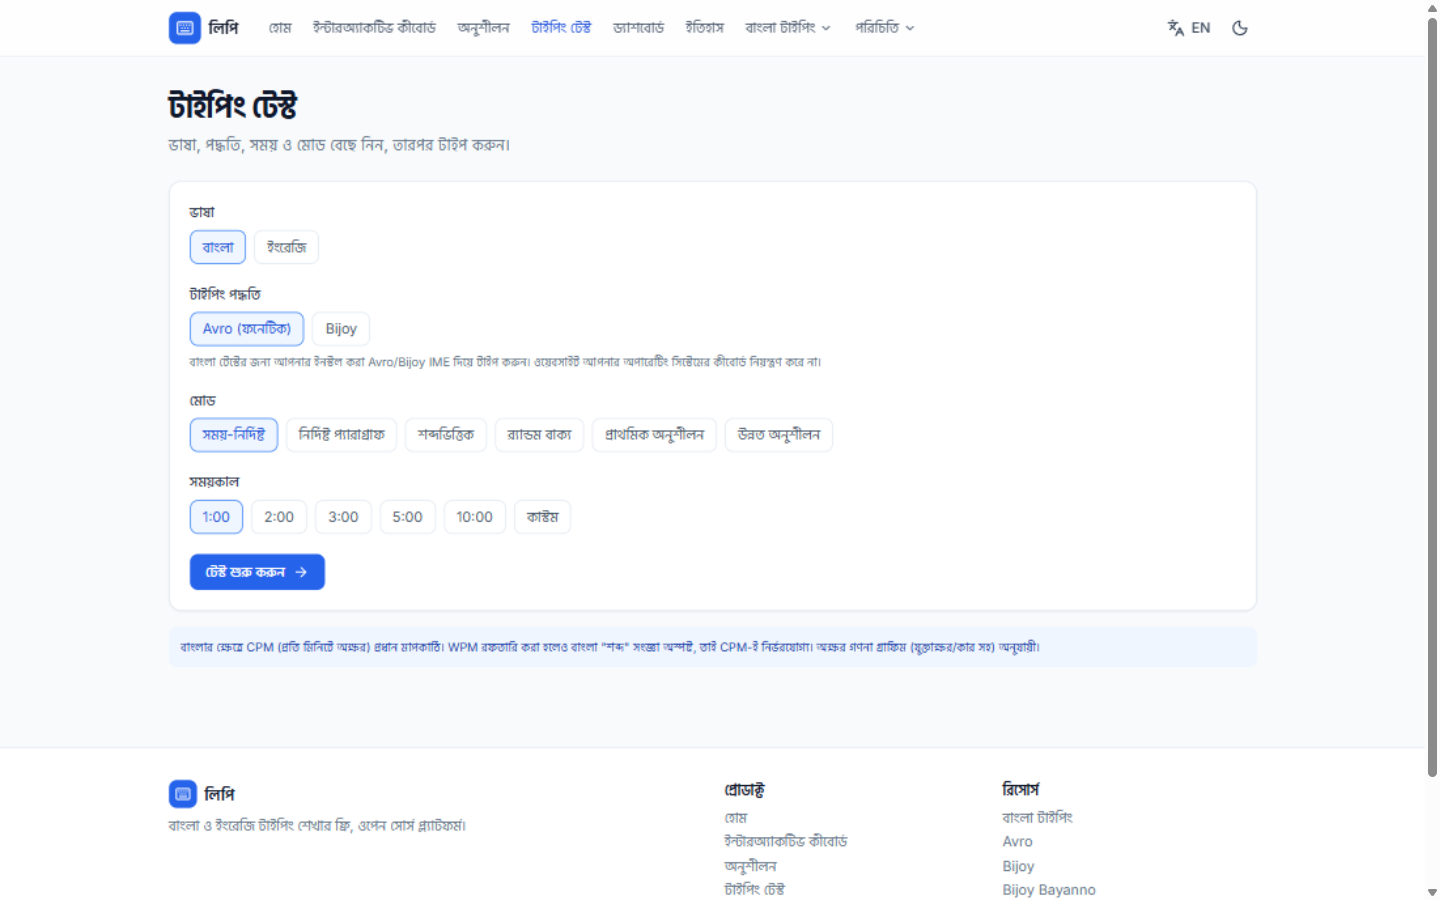 লিপি
হোম
ইন্টারঅ্যাকটিভ কীবোর্ড
অনুশীলন
টাইপিং টেস্ট
ড্যাশবোর্ড
ইতিহাস
বাংলা টাইপিং
পরিচিতি
EN
টাইপিং টেস্ট
ভাষা, পদ্ধতি, সময় ও মোড বেছে নিন, তারপর টাইপ করুন।
ভাষা
বাংলা
ইংরেজি
টাইপিং পদ্ধতি
Avro (ফনেটিক)
Bijoy
বাংলা টেস্টের জন্য আপনার ইনস্টল করা Avro/Bijoy IME দিয়ে টাইপ করুন। ওয়েবসাইট আপনার অপারেটিং সিস্টেমের কীবোর্ড নিয়ন্ত্রণ করে না।
মোড
সময়-নির্দিষ্ট
নির্দিষ্ট প্যারাগ্রাফ
শব্দভিত্তিক
র‍্যান্ডম বাক্য
প্রাথমিক অনুশীলন
উন্নত অনুশীলন
সময়কাল
1:00
2:00
3:00
5:00
10:00
কাস্টম
টেস্ট শুরু করুন
বাংলার ক্ষেত্রে CPM (প্রতি মিনিটে অক্ষর) প্রধান মাপকাঠি। WPM রফতারি করা হলেও বাংলা "শব্দ" সংজ্ঞা অস্পষ্ট, তাই CPM-ই নির্ভরযোগ্য। অক্ষর গণনা গ্রাফিম (যুক্তাক্ষর/কার সহ) অনুযায়ী।
লিপি
বাংলা ও ইংরেজি টাইপিং শেখার ফ্রি, ওপেন সোর্স প্ল্যাটফর্ম।
প্রোডাক্ট
হোম
ইন্টারঅ্যাকটিভ কীবোর্ড
অনুশীলন
টাইপিং টেস্ট
রিসোর্স
বাংলা টাইপিং
Avro
Bijoy
Bijoy Bayanno